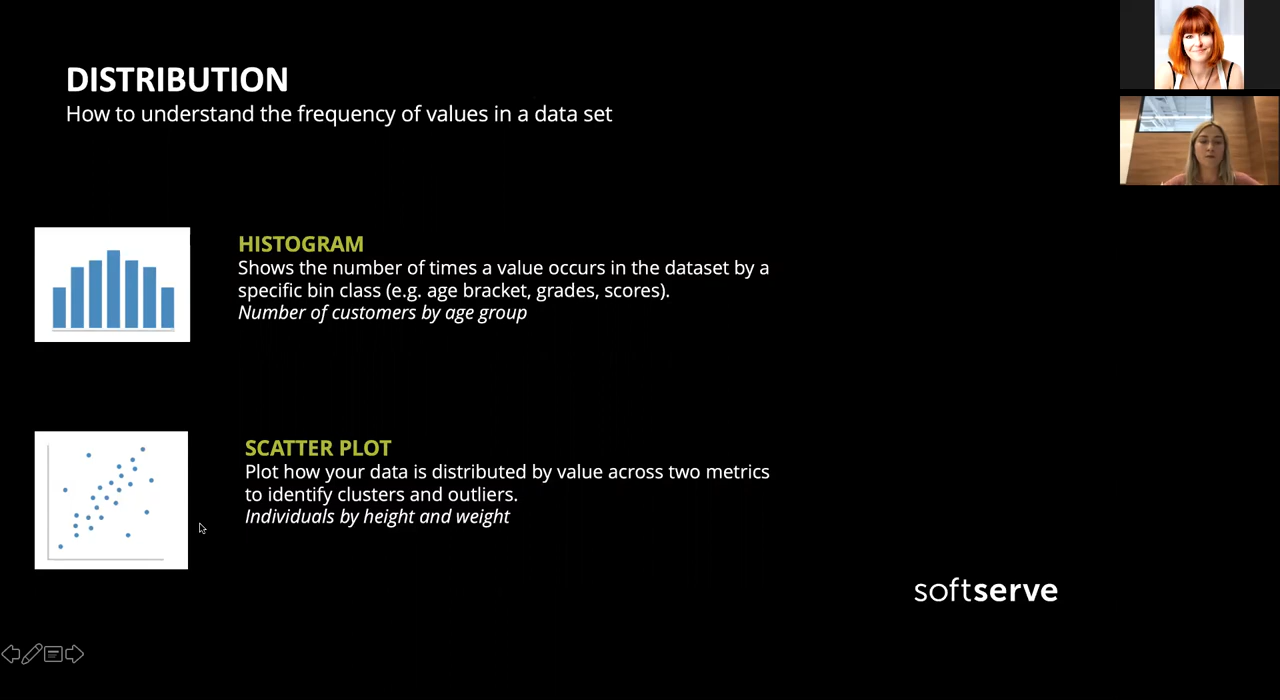 DISTRIBUTION
How to understand the frequency of values in a data set
HISTOGRAM
Shows the number of times a value occurs in the dataset by a
specific bin class (e.g. age bracket, grades, scores).
Number of customers by age group
SCATTER PLOT
Plot how your data is distributed by value across two metrics
to identify clusters and outliers.
Individuals by height and weight
softserve